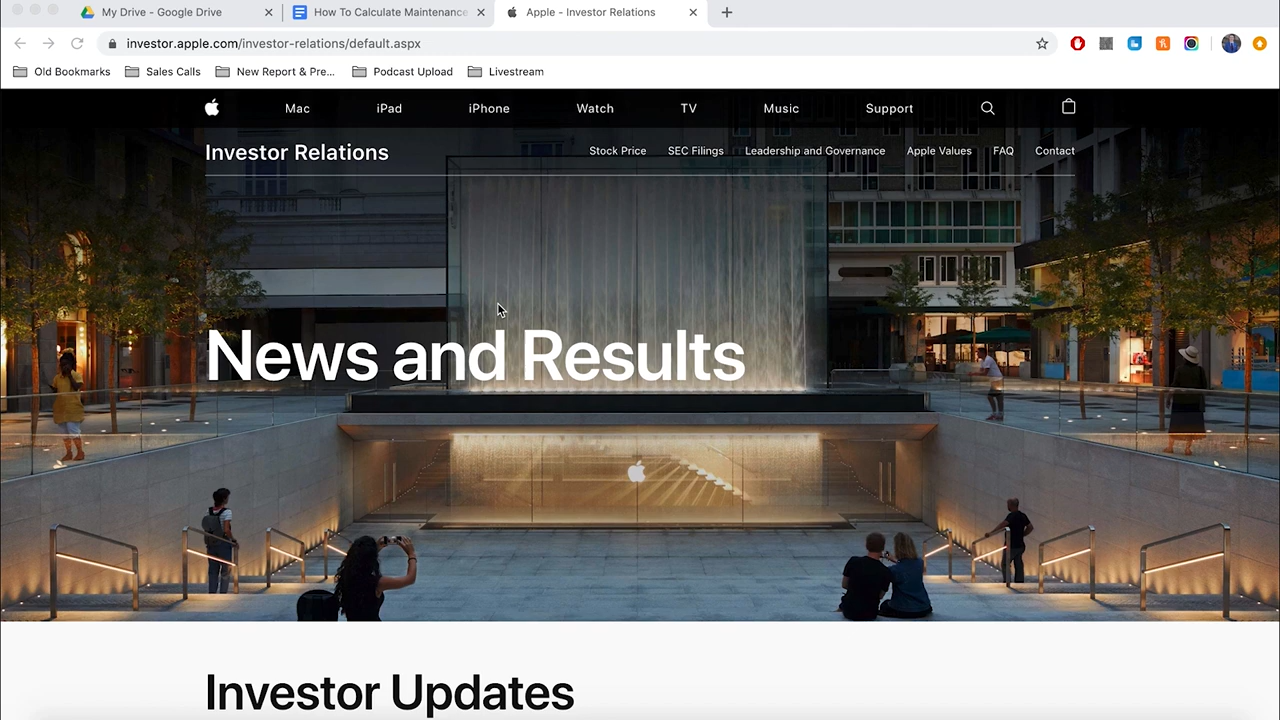 My Drive - Google Drive
How To Calculate Maintenance
Apple - Investor Relations
investor.apple.com/investor-relations/default.aspx
Old Bookmarks
Sales Calls
New Report & Pre...
Podcast Upload
Livestream
Mac iPad iPhone Watch TV Music Support
Investor Relations
Stock Price SEC Filings Leadership and Governance Apple Values FAQ Contact
News and Results
Investor Updates